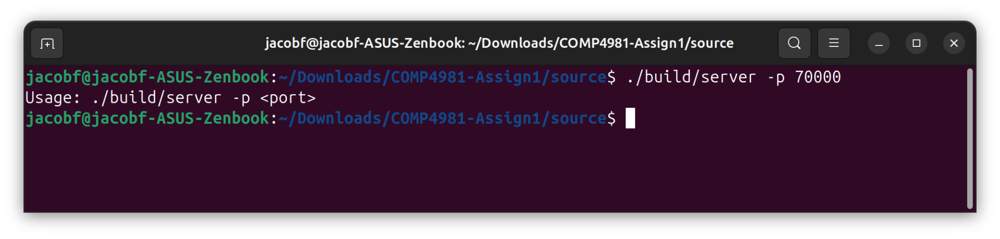 jacobf@jacobf-ASUS-Zenbook: ~/Downloads/COMP4981-Assign1/source
jacobf@jacobf-ASUS-Zenbook:~/Downloads/COMP4981-Assign1/source$ ./build/server -p 70000
Usage: ./build/server -p <port>
jacobf@jacobf-ASUS-Zenbook:~/Downloads/COMP4981-Assign1/source$